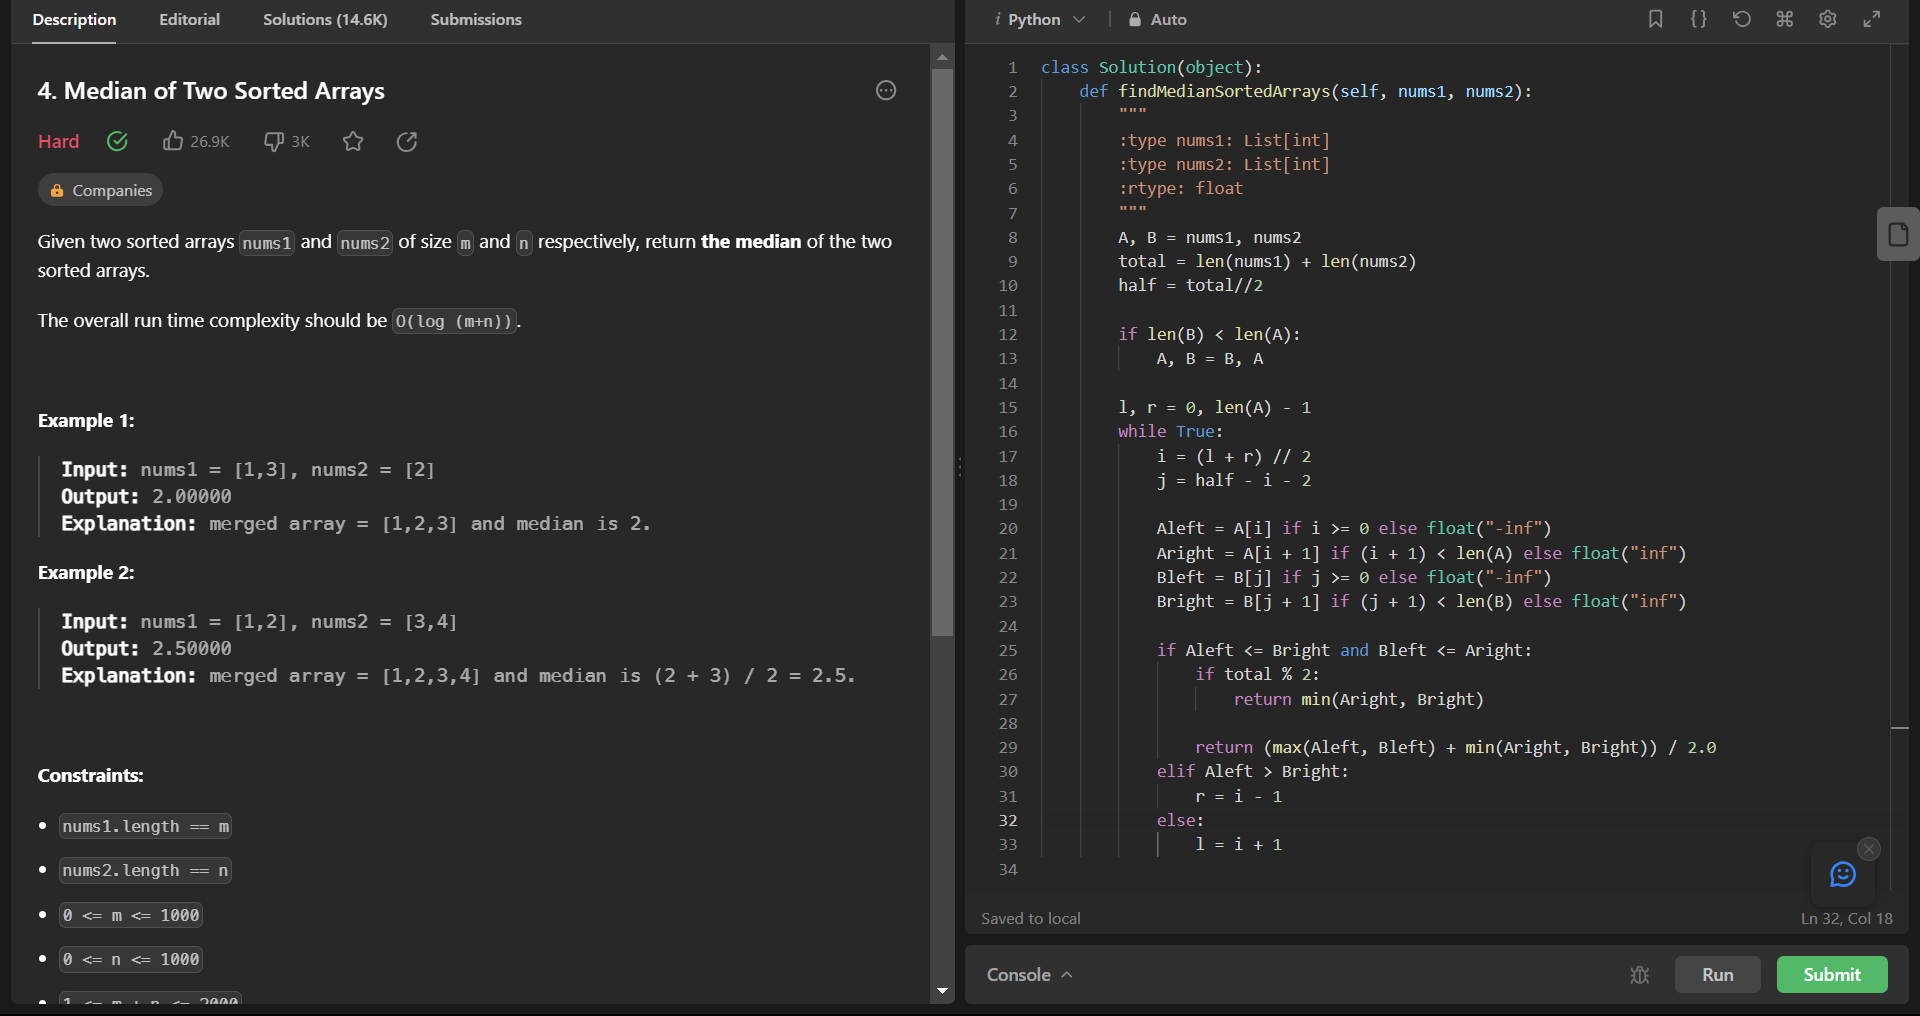 Description Editorial Solutions (14.6K) Submissions
4. Median of Two Sorted Arrays
Hard 26.9K 3K
Companies
Given two sorted arrays nums1 and nums2 of size m and n respectively, return the median of the two
sorted arrays.
The overall run time complexity should be O(log (m+n)).
Example 1:
Input: nums1 = [1,3], nums2 = [2]
Output: 2.00000
Explanation: merged array = [1,2,3] and median is 2.
Example 2:
Input: nums1 = [1,2], nums2 = [3,4]
Output: 2.50000
Explanation: merged array = [1,2,3,4] and median is (2 + 3) / 2 = 2.5.
Constraints:
• nums1.length == m
• nums2.length == n
• 0 <= m <= 1000
• 0 <= n <= 1000
• 1 <= m + n <= 2000
i Python | Auto
1 class Solution(object):
2     def findMedianSortedArrays(self, nums1, nums2):
3         """
4         :type nums1: List[int]
5         :type nums2: List[int]
6         :rtype: float
7         """
8         A, B = nums1, nums2
9         total = len(nums1) + len(nums2)
10         half = total//2
11
12         if len(B) < len(A):
13             A, B = B, A
14
15         l, r = 0, len(A) - 1
16         while True:
17             i = (l + r) // 2
18             j = half - i - 2
19
20             Aleft = A[i] if i >= 0 else float("-inf")
21             Aright = A[i + 1] if (i + 1) < len(A) else float("inf")
22             Bleft = B[j] if j >= 0 else float("-inf")
23             Bright = B[j + 1] if (j + 1) < len(B) else float("inf")
24
25             if Aleft <= Bright and Bleft <= Aright:
26                 if total % 2:
27                     return min(Aright, Bright)
28
29                 return (max(Aleft, Bleft) + min(Aright, Bright)) / 2.0
30             elif Aleft > Bright:
31                 r = i - 1
32             else:
33                 l = i + 1
34
Saved to local Ln 32, Col 18
Console Run Submit